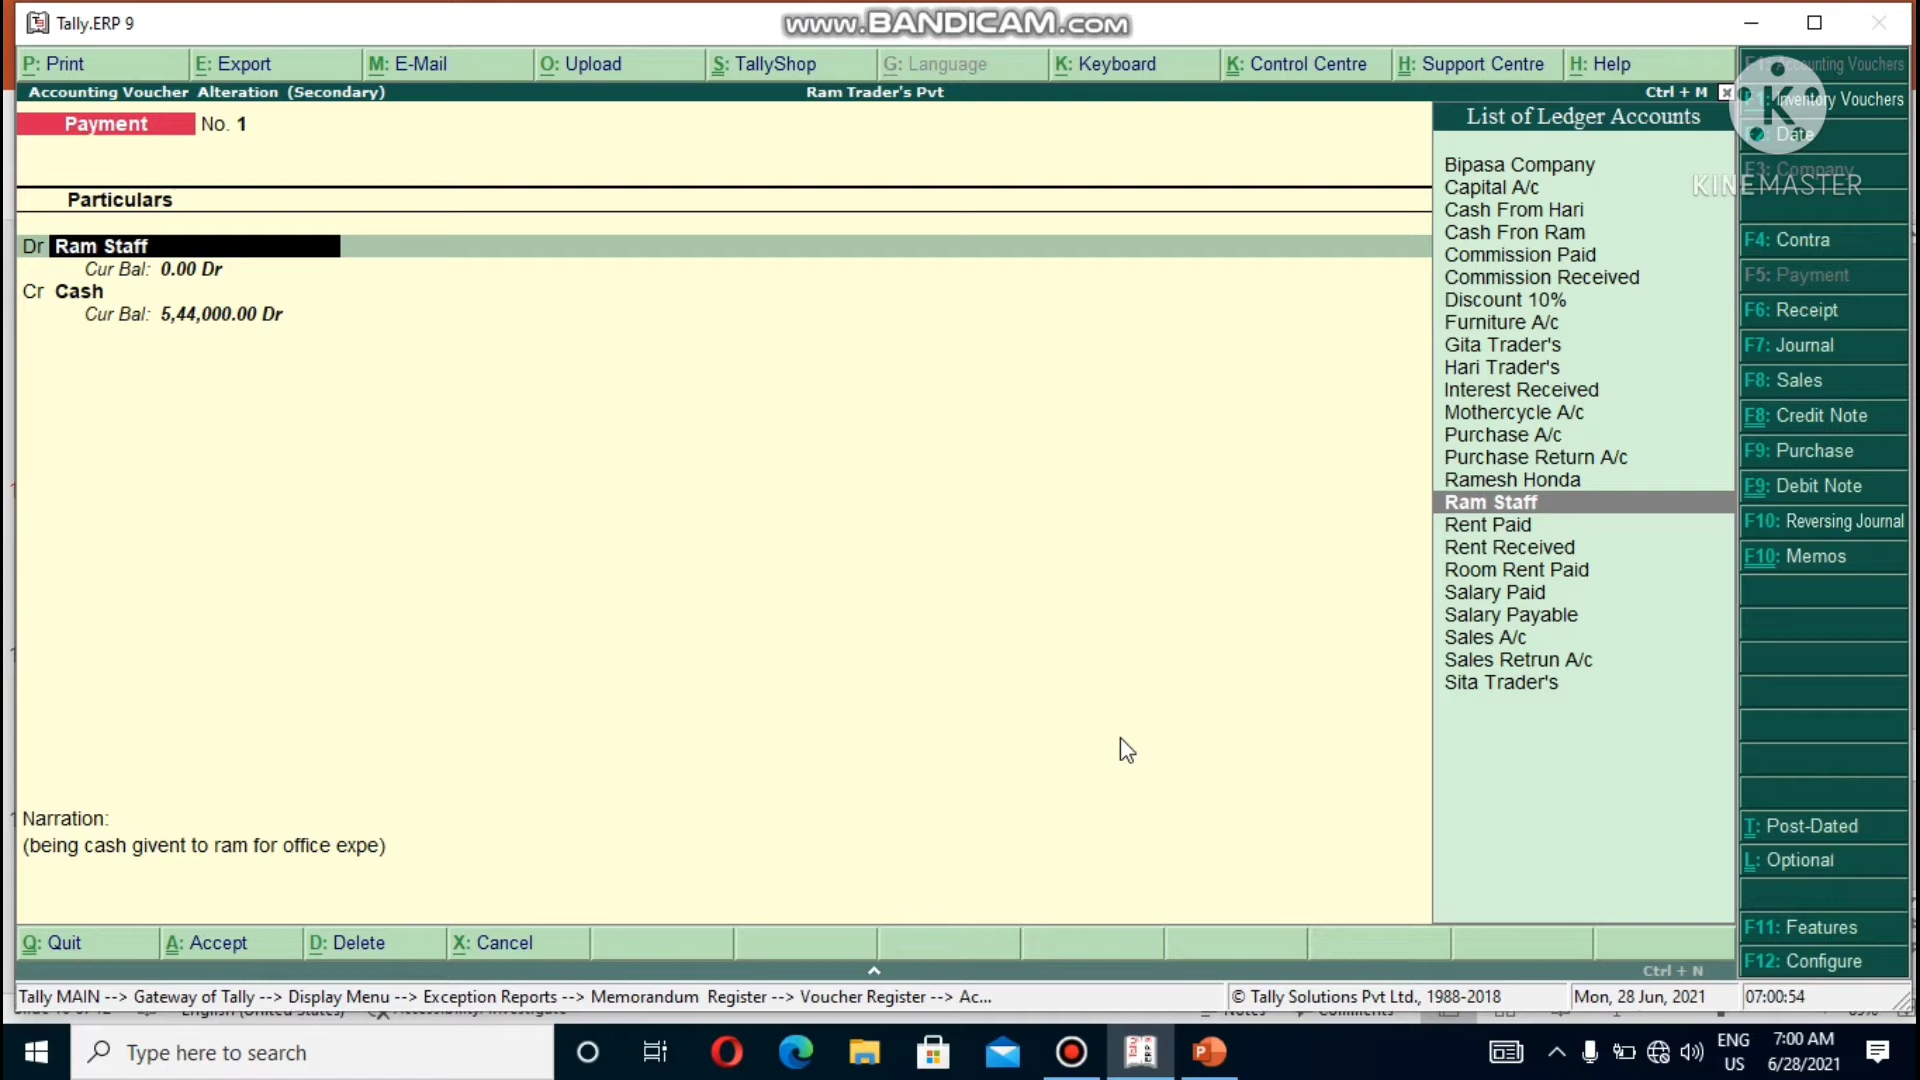 Tally.ERP 9
www.BANDICAM.com
P: Print
E: Export
M: E-Mail
O: Upload
S: TallyShop
G: Language
K: Keyboard
K: Control Centre
H: Support Centre
H: Help
Accounting Voucher Alteration (Secondary)
Ram Trader's Pvt
Ctrl + M
Payment No. 1
Particulars
Dr Ram Staff
Cur Bal: 0.00 Dr
Cr Cash
Cur Bal: 5,44,000.00 Dr
Narration:
(being cash givent to ram for office expe)
List of Ledger Accounts
Bipasa Company
Capital A/c
Cash From Hari
Cash Fron Ram
Commission Paid
Commission Received
Discount 10%
Furniture A/c
Gita Trader's
Hari Trader's
Interest Received
Mothercycle A/c
Purchase A/c
Purchase Return A/c
Ramesh Honda
Ram Staff
Rent Paid
Rent Received
Room Rent Paid
Salary Paid
Salary Payable
Sales A/c
Sales Retrun A/c
Sita Trader's
Accounting Vouchers
Inventory Vouchers
Date
F3: Company
K
KINEMASTER
F4: Contra
F5: Payment
F6: Receipt
F7: Journal
F8: Sales
F8: Credit Note
F9: Purchase
F9: Debit Note
F10: Reversing Journal
F10: Memos
T: Post-Dated
L: Optional
F11: Features
F12: Configure
Q: Quit
A: Accept
D: Delete
X: Cancel
Ctrl + N
Tally MAIN --> Gateway of Tally --> Display Menu --> Exception Reports --> Memorandum Register --> Voucher Register --> Ac...
© Tally Solutions Pvt Ltd., 1988-2018
Mon, 28 Jun, 2021
07:00:54
Type here to search
ENG
US
7:00 AM
6/28/2021